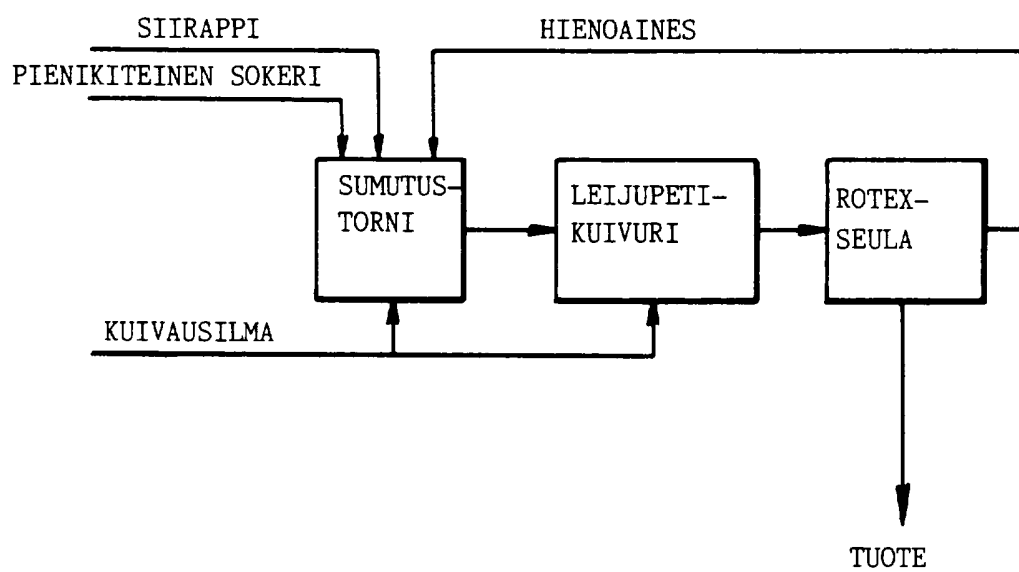 SIIRAPPI
HIENOAINES
PIENIKITEINEN SOKERI
SUMUTUS-
TORNI
LEIJUPETI-
KUIVURI
ROTEX-
SEULA
KUIVAUSILMA
TUOTE